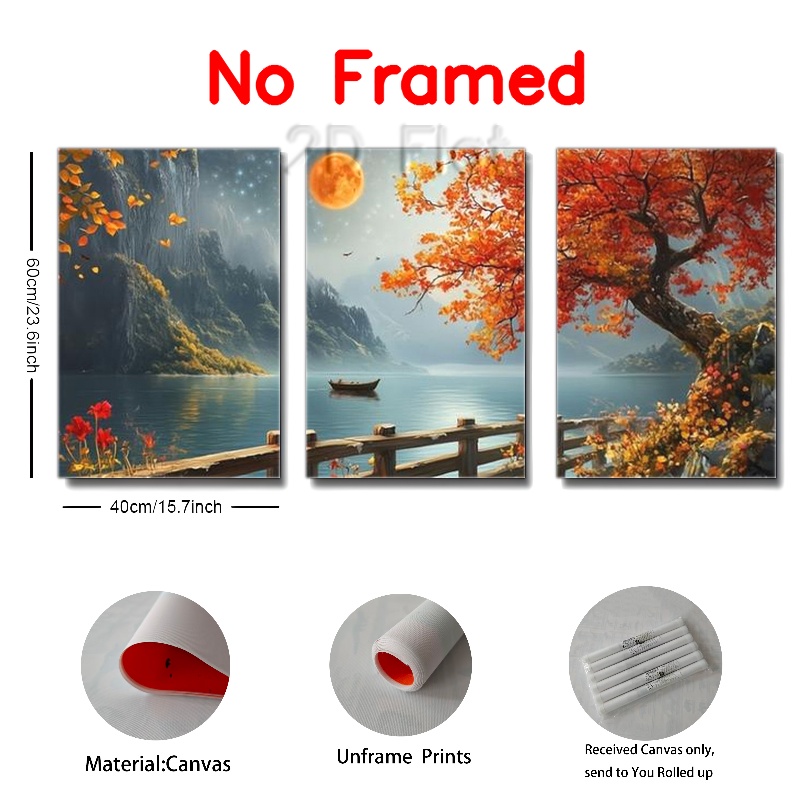 No Framed
2D Flat
60cm/23.6inch
40cm/15.7inch
Material:Canvas
Unframe Prints
Received Canvas only,
send to You Rolled up